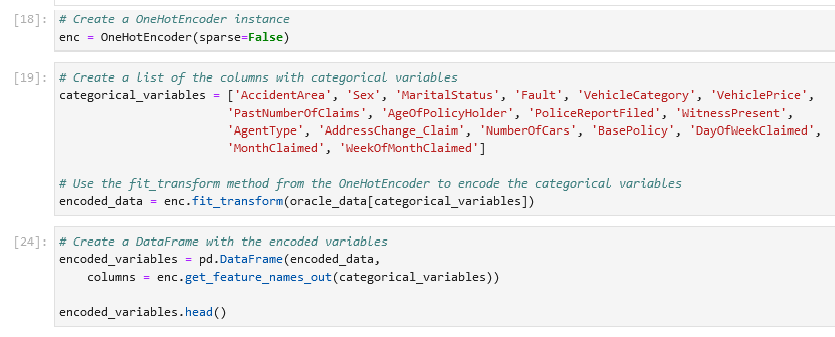 [18]: # Create a OneHotEncoder instance
enc = OneHotEncoder(sparse=False)
[19]: # Create a list of the columns with categorical variables
categorical_variables = ['AccidentArea', 'Sex', 'MaritalStatus', 'Fault', 'VehicleCategory', 'VehiclePrice',
'PastNumberOfClaims', 'AgeOfPolicyHolder', 'PoliceReportFiled', 'WitnessPresent',
'AgentType', 'AddressChange_Claim', 'NumberOfCars', 'BasePolicy', 'DayOfWeekClaimed',
'MonthClaimed', 'WeekOfMonthClaimed']
# Use the fit_transform method from the OneHotEncoder to encode the categorical variables
encoded_data = enc.fit_transform(oracle_data[categorical_variables])
[24]: # Create a DataFrame with the encoded variables
encoded_variables = pd.DataFrame(encoded_data,
columns = enc.get_feature_names_out(categorical_variables))
encoded_variables.head()